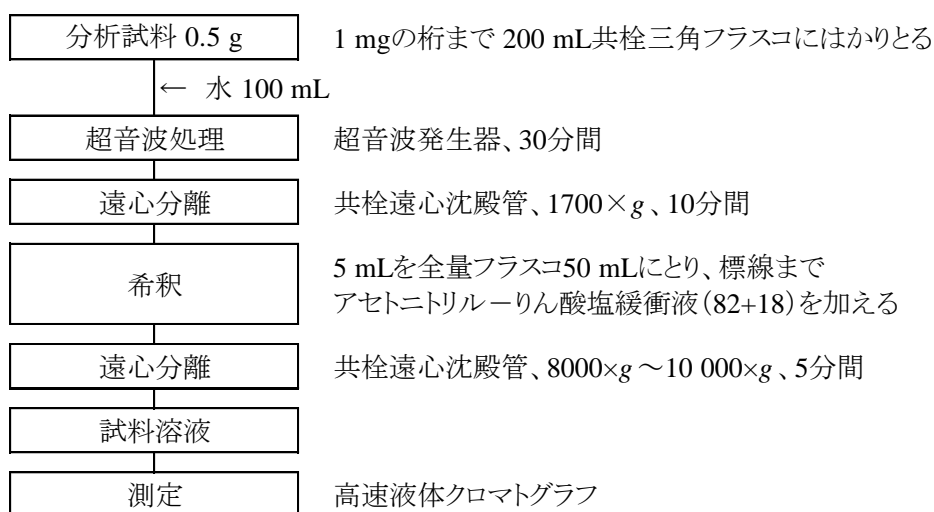 分析試料 0.5 g
1 mgの桁まで 200 mL共栓三角フラスコにはかりとる
← 水 100 mL
超音波処理
超音波発生器、30分間
遠心分離
共栓遠心沈殿管、1700×g 、10分間
希釈
5 mLを全量フラスコ50 mLにとり、標線まで
アセトニトリル－りん酸塩緩衝液（82+18）を加える
遠心分離
共栓遠心沈殿管、8000×g ～10 000×g 、5分間
試料溶液
測定
高速液体クロマトグラフ